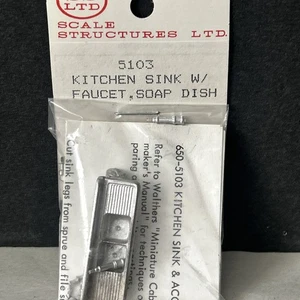 LTD
SCALE
STRUCTURES LTD.
5103
KITCHEN SINK W/
FAUCET,SOAP DISH
650-5103 KITCHEN SINK & ACC
Refer to Walthers "Miniature Cab
maker's Manual" for techniques
paring a
Cut sink legs from sprue and file s